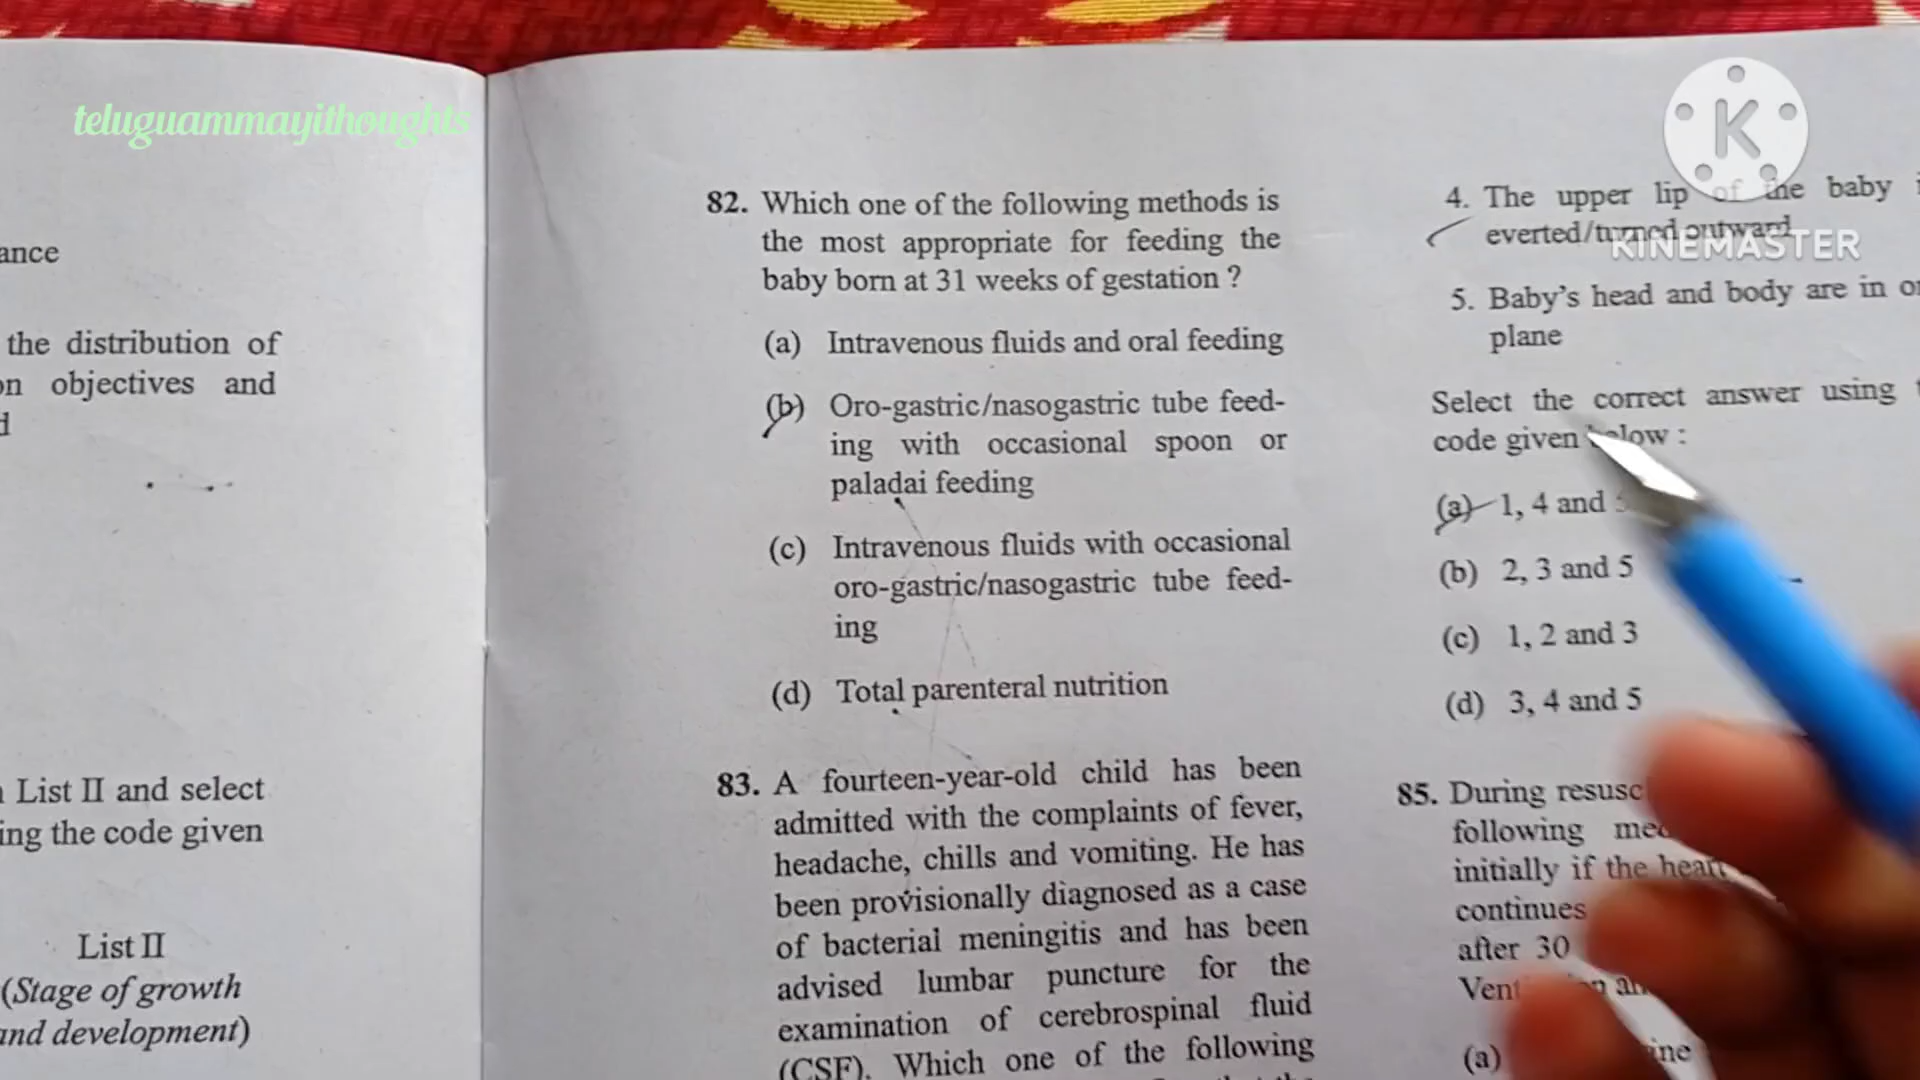 teluguammayithoughts
K
KINEMASTER
ance
the distribution of
objectives and
List II and select
ing the code given
List II
(Stage of growth
and development)
82. Which one of the following methods is
the most appropriate for feeding the
baby born at 31 weeks of gestation ?
(a) Intravenous fluids and oral feeding
(b) Oro-gastric/nasogastric tube feed-
ing with occasional spoon or
paladai feeding
(c) Intravenous fluids with occasional
oro-gastric/nasogastric tube feed-
ing
(d) Total parenteral nutrition
83. A fourteen-year-old child has been
admitted with the complaints of fever,
headache, chills and vomiting. He has
been provisionally diagnosed as a case
of bacterial meningitis and has been
advised lumbar puncture for the
examination of cerebrospinal fluid
(CSF). Which one of the following
4. The upper lip of the baby
everted/turned outward
5. Baby's head and body are in
plane
Select the correct answer using
code given below :
(a) 1, 4 and
(b) 2, 3 and 5
(c) 1, 2 and 3
(d) 3, 4 and 5
85. During
following
initially if the heart
continues
after 30
(a)